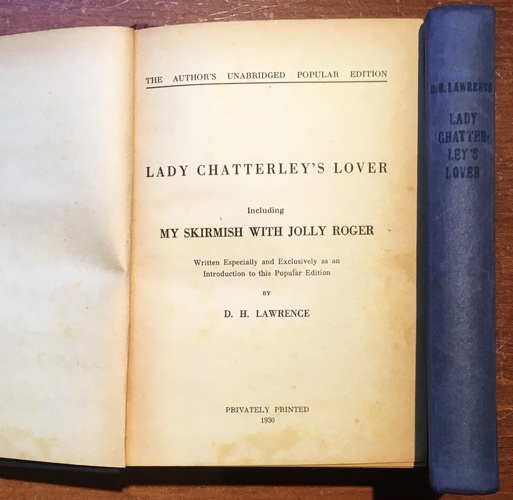 THE AUTHOR'S UNABRIDGED POPULAR EDITION
LADY CHATTERLEY'S LOVER
Including
MY SKIRMISH WITH JOLLY ROGER
Written Especially and Exclusively as an
Introduction to this Popular Edition
BY
D. H. LAWRENCE
PRIVATELY PRINTED
1930
D. H. LAWRENCE
LADY
CHATTER-
LEY'S
LOVER